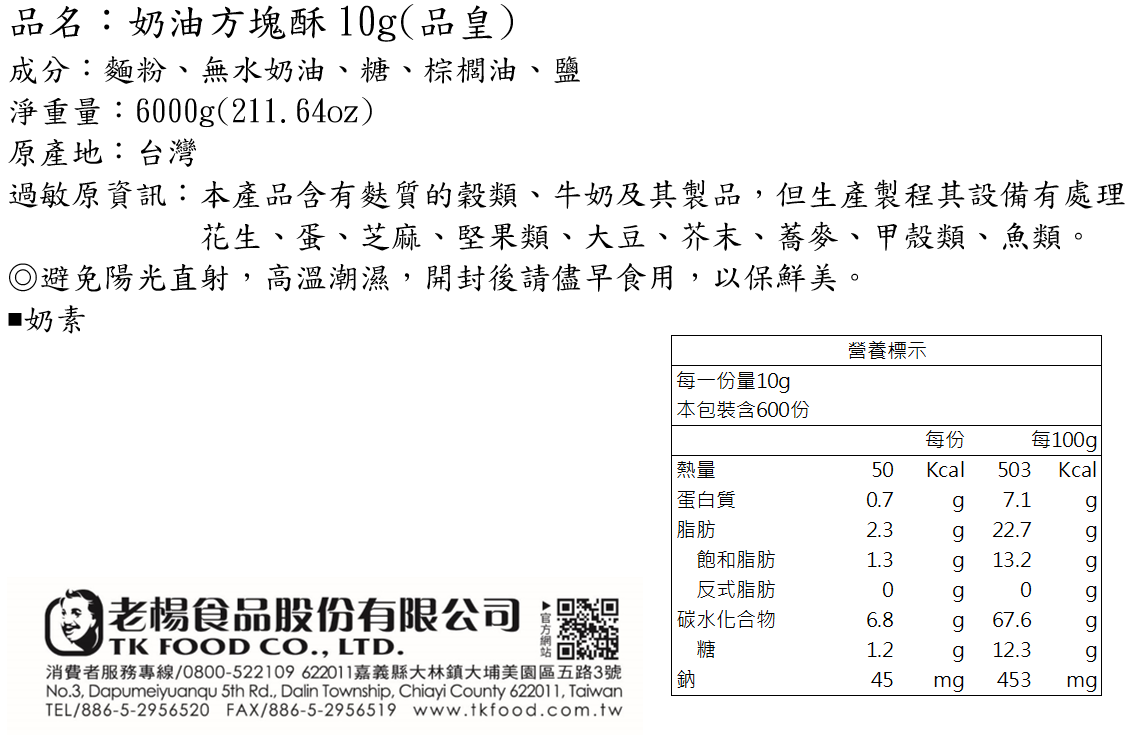 品名：奶油方塊酥10g(品皇)
成分：麵粉、無水奶油、糖、棕櫚油、鹽
淨重量：6000g(211.64oz)
原產地：台灣
過敏原資訊：本產品含有麩質的穀類、牛奶及其製品，但生產製程其設備有處理
花生、蛋、芝麻、堅果類、大豆、芥末、蕎麥、甲殼類、魚類。
◎避免陽光直射，高溫潮濕，開封後請儘早食用，以保鮮美。
■奶素
營養標示
每一份量10g
本包裝含600份
每份 每100g
熱量 50 Kcal 503 Kcal
蛋白質 0.7 g 7.1 g
脂肪 2.3 g 22.7 g
飽和脂肪 1.3 g 13.2 g
反式脂肪 0 g 0 g
碳水化合物 6.8 g 67.6 g
糖 1.2 g 12.3 g
鈉 45 mg 453 mg
老楊食品股份有限公司
TK FOOD CO., LTD.
▶官方網站
消費者服務專線/0800-522109 622011嘉義縣大林鎮大埔美園區五路3號
No.3, Dapumeiyuanqu 5th Rd., Dalin Township, Chiayi County 622011, Taiwan
TEL/886-5-2956520 FAX/886-5-2956519 www.tkfood.com.tw